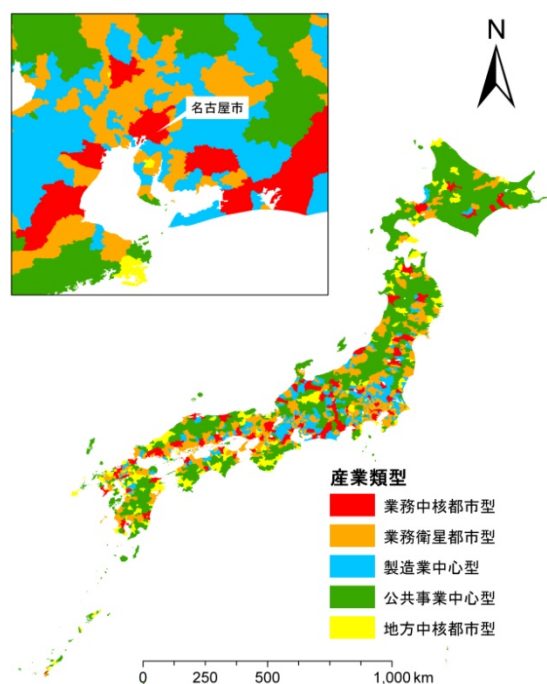 名古屋市
N
産業類型
業務中核都市型
業務衛星都市型
製造業中心型
公共事業中心型
地方中核都市型
0 250 500 1,000 km